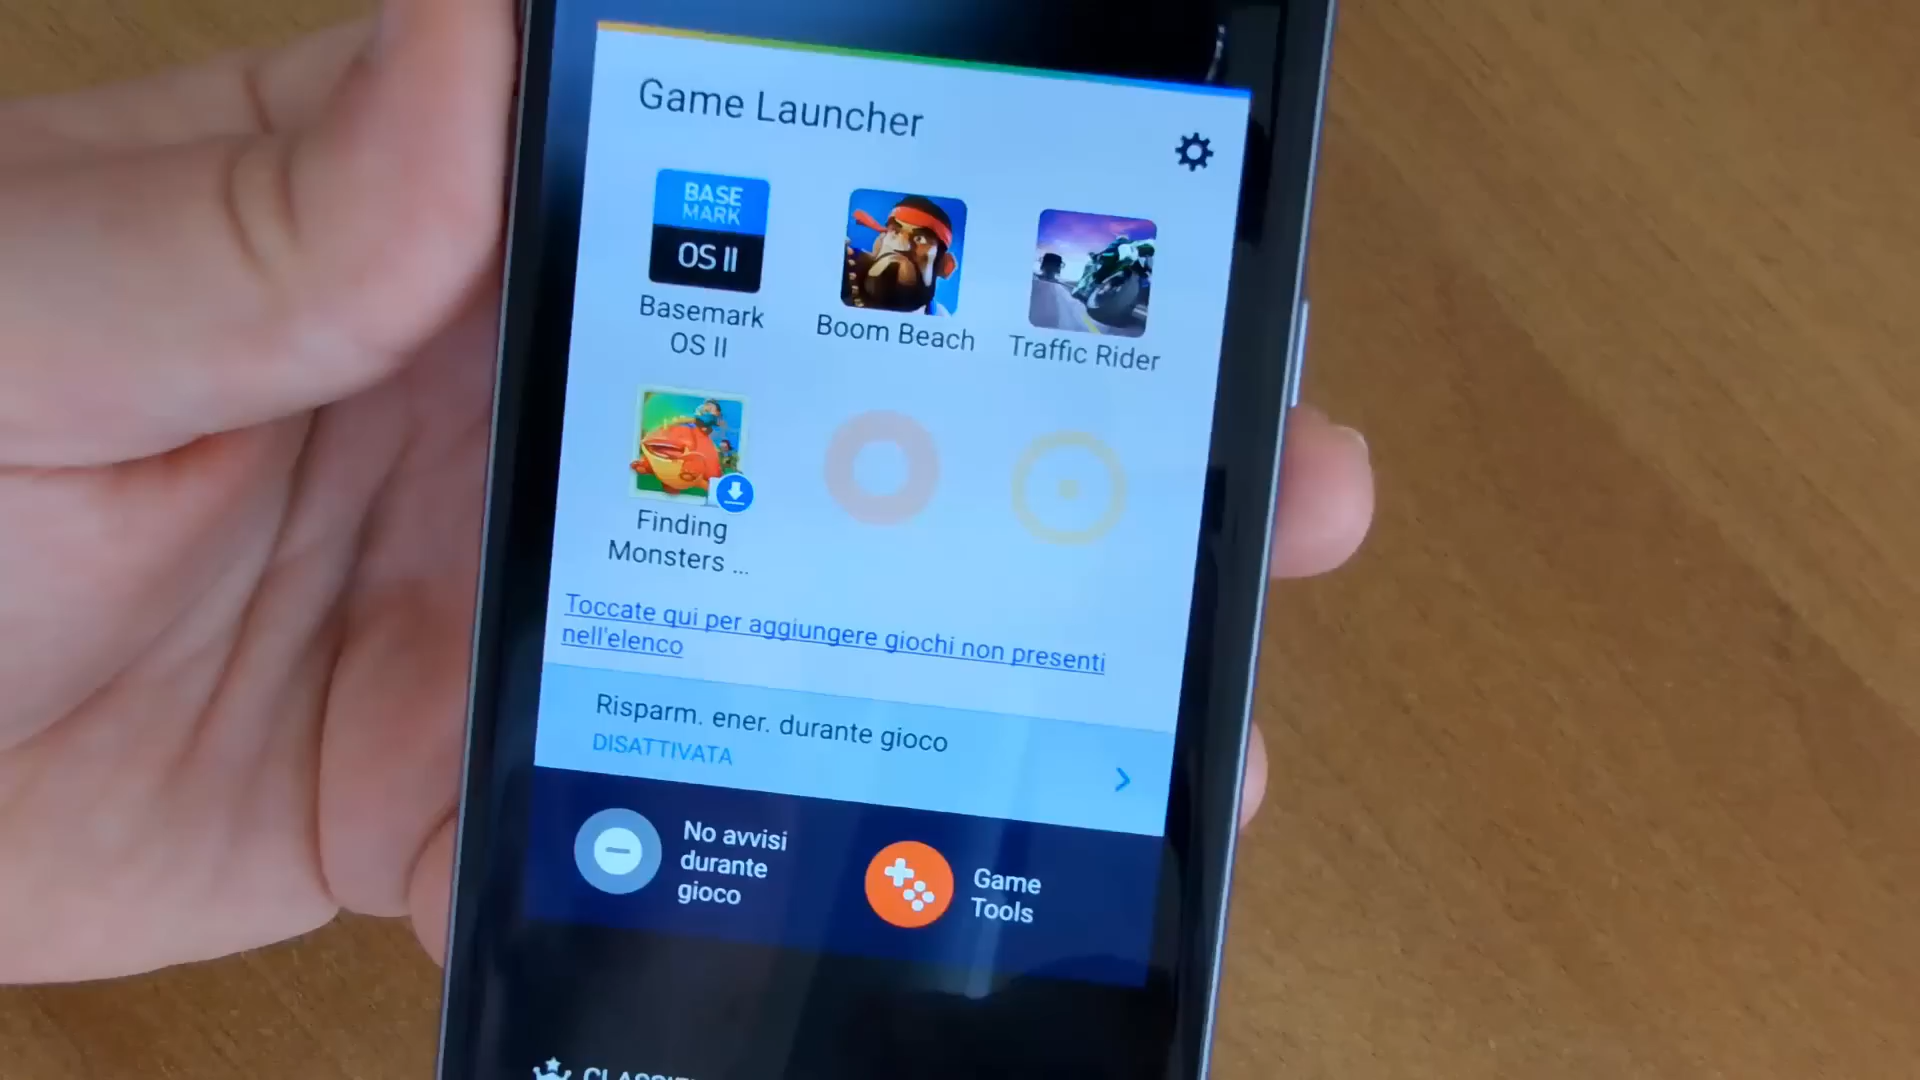 Game Launcher
BASE
MARK
OS II
Basemark
OS II
Boom Beach
Traffic Rider
Finding
Monsters ...
Toccate qui per aggiungere giochi non presenti
nell'elenco
Risparm. ener. durante gioco
DISATTIVATA
No avvisi
durante
gioco
Game
Tools